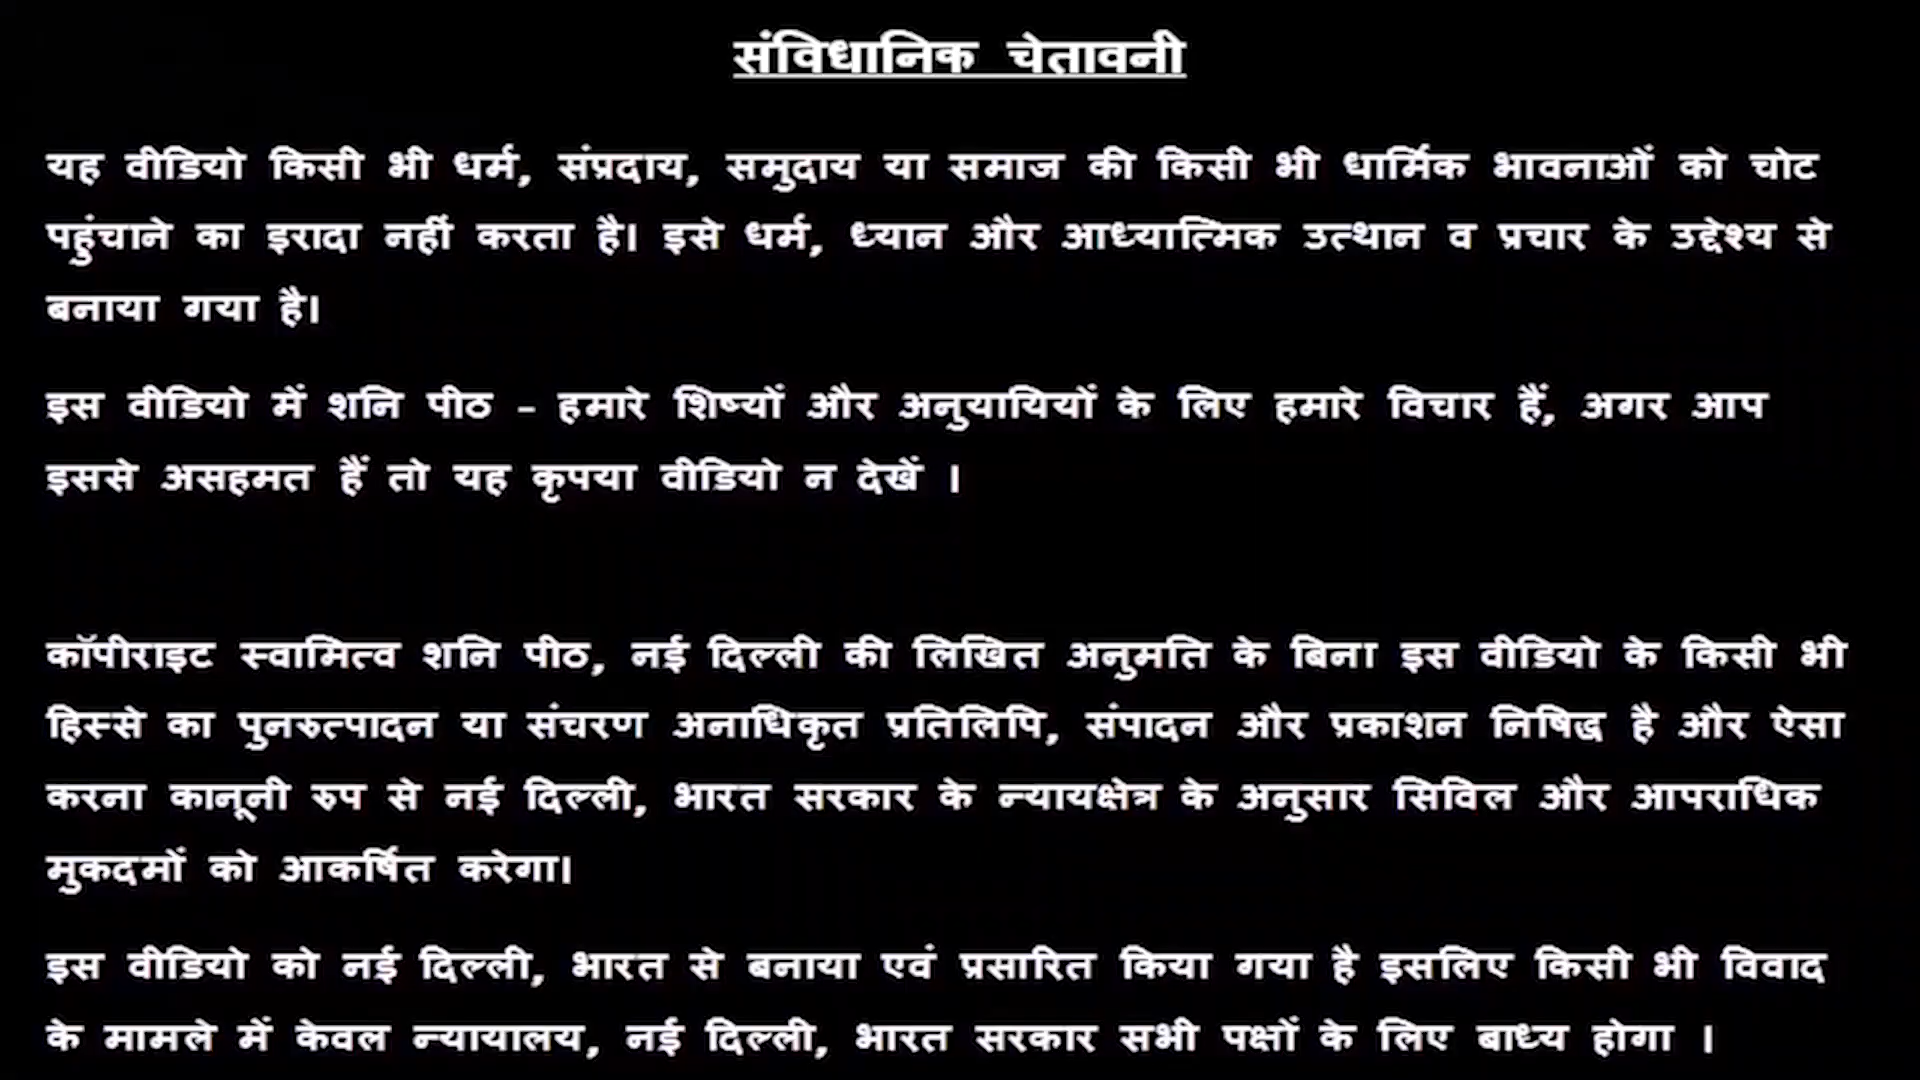 संविधानिक चेतावनी
यह वीडियो किसी भी धर्म, संप्रदाय, समुदाय या समाज की किसी भी धार्मिक भावनाओं को चोट
पहुंचाने का इरादा नहीं करता है। इसे धर्म, ध्यान और आध्यात्मिक उत्थान व प्रचार के उद्देश्य से
बनाया गया है।
इस वीडियो में शनि पीठ – हमारे शिष्यों और अनुयायियों के लिए हमारे विचार हैं, अगर आप
इससे असहमत हैं तो यह कृपया वीडियो न देखें ।
कॉपीराइट स्वामित्व शनि पीठ, नई दिल्ली की लिखित अनुमति के बिना इस वीडियो के किसी भी
हिस्से का पुनरुत्पादन या संचरण अनाधिकृत प्रतिलिपि, संपादन और प्रकाशन निषिद्ध है और ऐसा
करना कानूनी रुप से नई दिल्ली, भारत सरकार के न्यायक्षेत्र के अनुसार सिविल और आपराधिक
मुकदमों को आकर्षित करेगा।
इस वीडियो को नई दिल्ली, भारत से बनाया एवं प्रसारित किया गया है इसलिए किसी भी विवाद
के मामले में केवल न्यायालय, नई दिल्ली, भारत सरकार सभी पक्षों के लिए बाध्य होगा ।